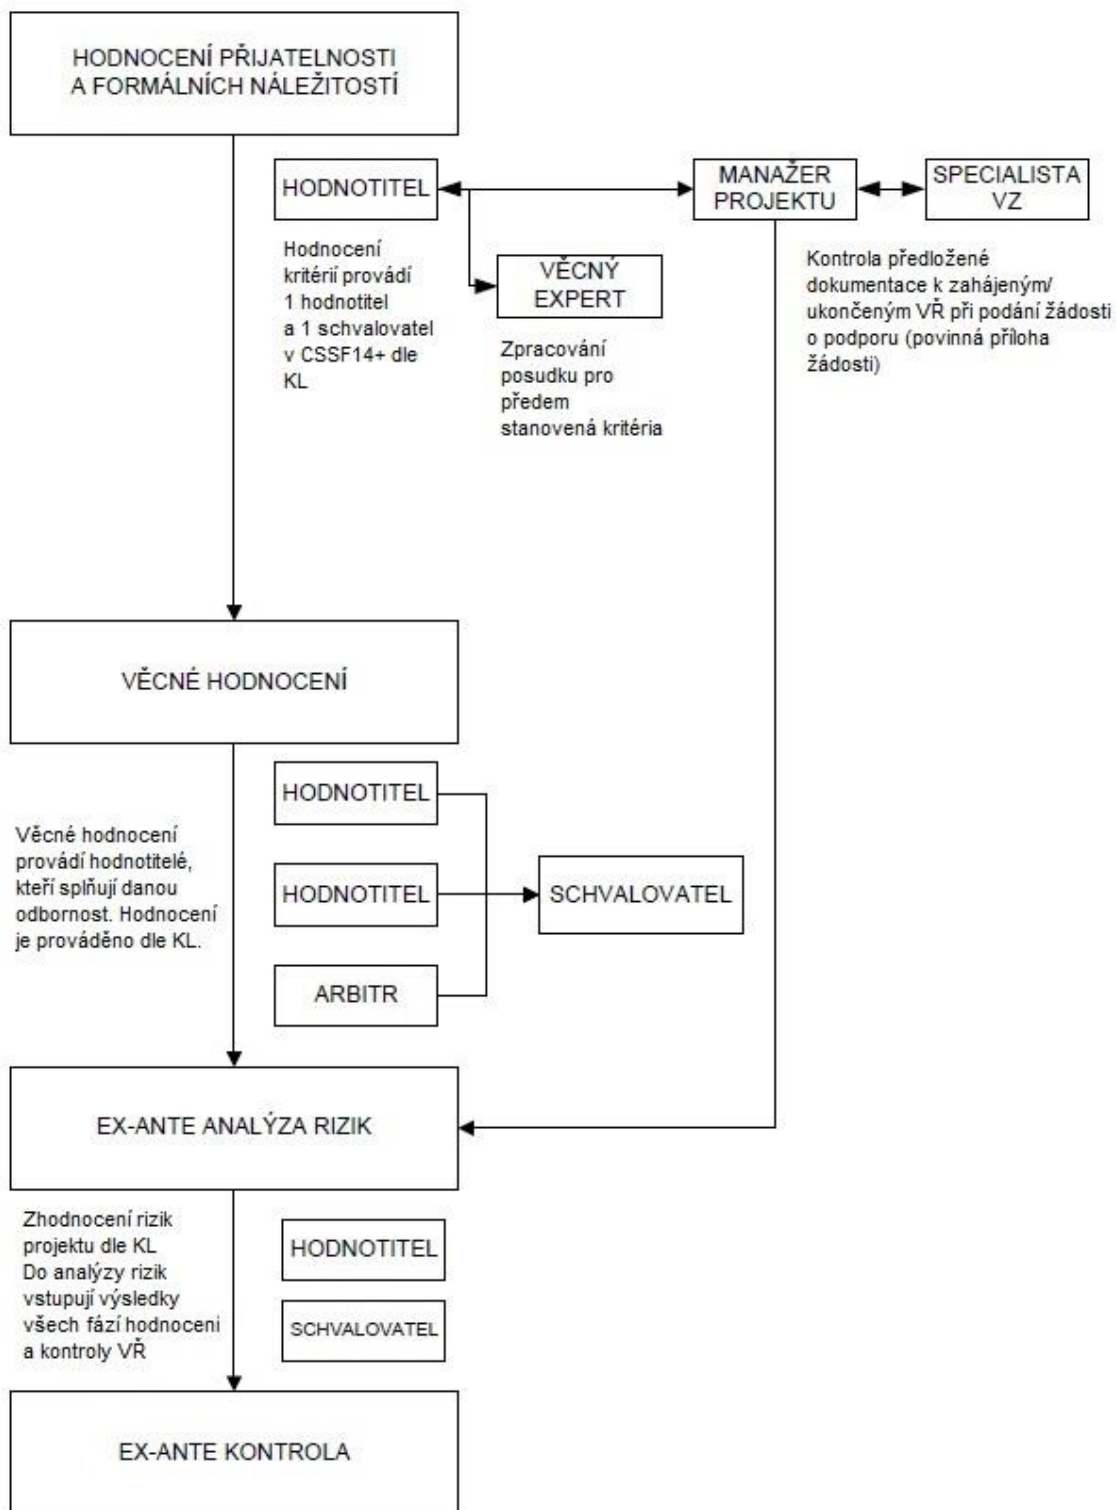 HODNOCENÍ PŘIJATELNOSTI
A FORMÁLNÍCH NÁLEŽITOSTÍ
HODNOTITEL
Hodnocení
kritérií provádí
1 hodnotitel
a 1 schvalovatel
v CSSF14+ dle
KL
VĚCNÝ
EXPERT
Zpracování
posudku pro
předem
stanovená kritéria
MANAŽER
PROJEKTU
SPECIALISTA
VZ
Kontrola předložené
dokumentace k zahájeným/
ukončeným VŘ při podání žádosti
o podporu (povinná příloha
žádosti)
VĚCNÉ HODNOCENÍ
Věcné hodnocení
provádí hodnotitelé,
kteří splňují danou
odbornost. Hodnocení
je prováděno dle KL.
HODNOTITEL
HODNOTITEL
ARBITR
SCHVALOVATEL
EX-ANTE ANALÝZA RIZIK
Zhodnocení rizik
projektu dle KL
Do analýzy rizik
vstupují výsledky
všech fází hodnoceni
a kontroly VŘ
HODNOTITEL
SCHVALOVATEL
EX-ANTE KONTROLA